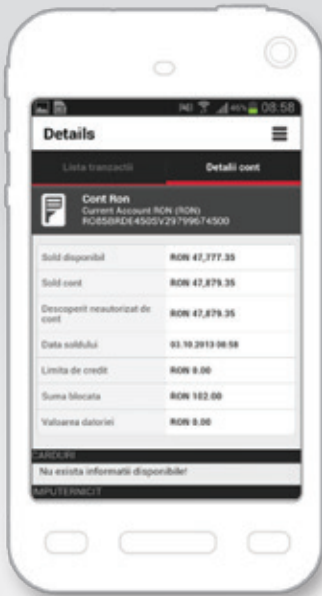 45% 08:58
Details
Lista tranzactii Detalii cont
Cont Ron
Current Account RON (RON)
Sold disponibil RON 47,777.35
Sold cont RON 47,879.35
Descoperit neautorizat de
cont RON 47,879.35
Data soldului 03.10.2013 08:58
Limita de credit RON 0.00
Suma blocata RON 102.00
Valoarea datoriei RON 0.00
CARDURI
Nu exista informatii disponibile!
IMPUTERNICIT